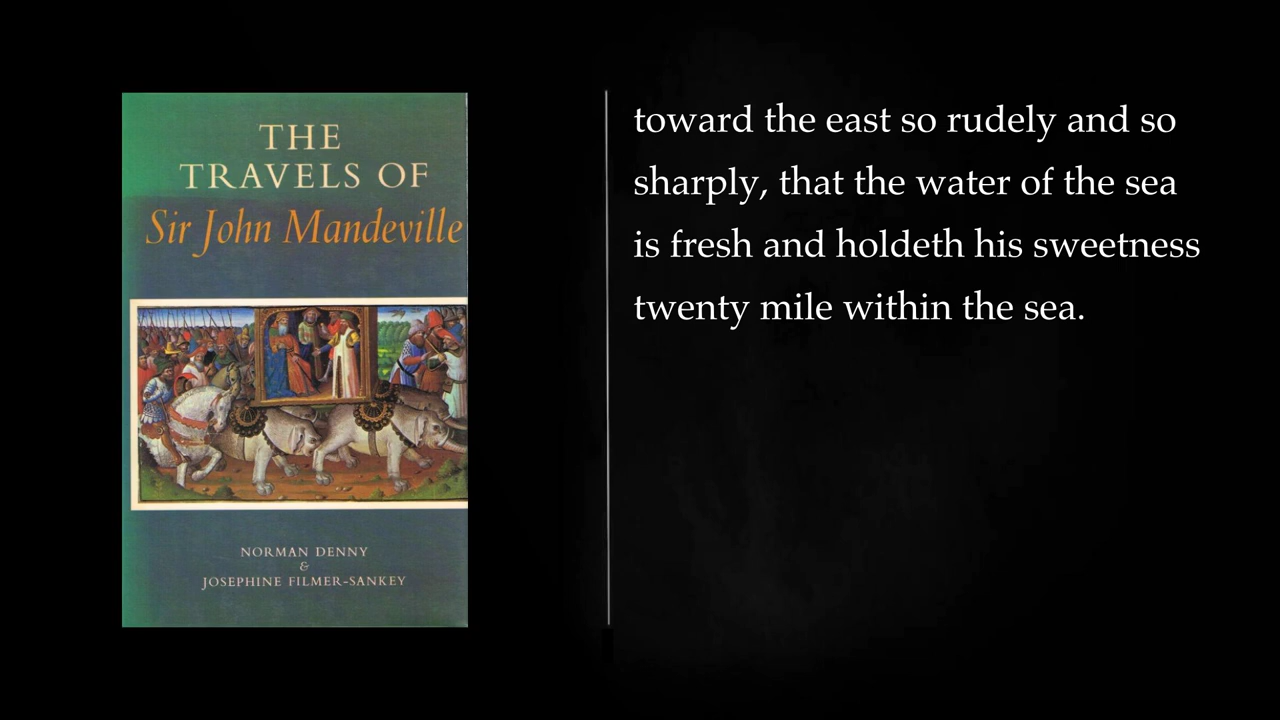 THE
TRAVELS OF
Sir John Mandeville
NORMAN DENNY
&
JOSEPHINE FILMER-SANKEY
toward the east so rudely and so
sharply, that the water of the sea
is fresh and holdeth his sweetness
twenty mile within the sea.